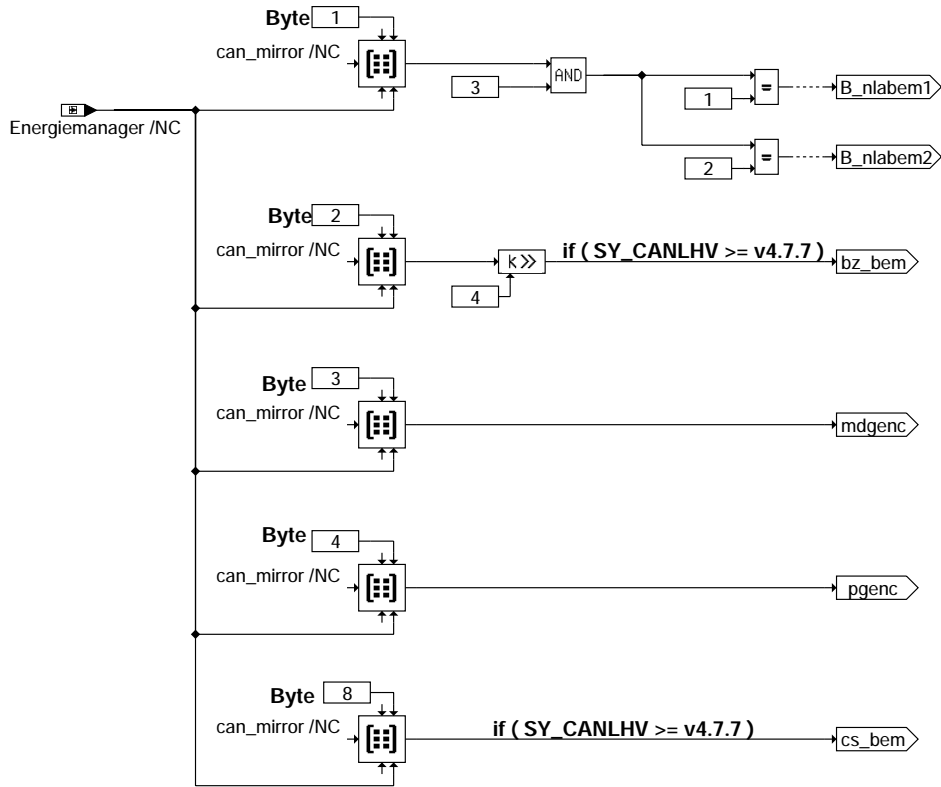 Byte 1
can_mirror /NC
3
AND
1
=
B_nlabem1
Energiemanager /NC
2
=
B_nlabem2
Byte 2
can_mirror /NC
K >>
4
if ( SY_CANLHV >= v4.7.7 )
bz_bem
Byte 3
can_mirror /NC
mdgenc
Byte 4
can_mirror /NC
pgenc
Byte 8
can_mirror /NC
if ( SY_CANLHV >= v4.7.7 )
cs_bem